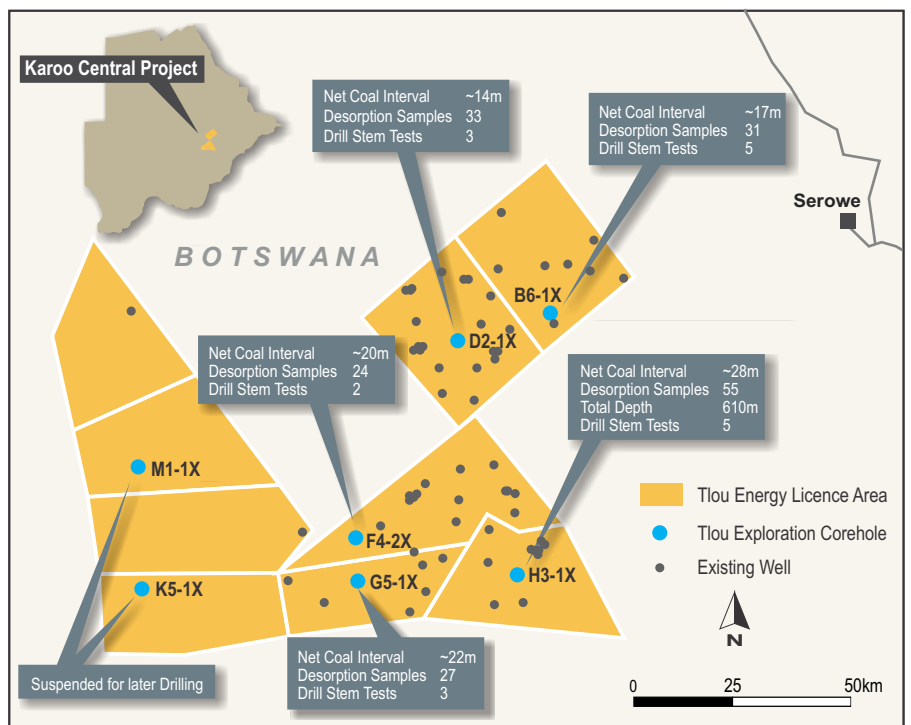 Karoo Central Project
Net Coal Interval ~14m
Desorption Samples 33
Drill Stem Tests 3
Net Coal Interval ~17m
Desorption Samples 31
Drill Stem Tests 5
Serowe
BOTSWANA
B6-1X
D2-1X
Net Coal Interval ~20m
Desorption Samples 24
Drill Stem Tests 2
Net Coal Interval ~28m
Desorption Samples 55
Total Depth 610m
Drill Stem Tests 5
M1-1X
F4-2X
G5-1X
H3-1X
K5-1X
Tlou Energy Licence Area
Tlou Exploration Corehole
Existing Well
N
Suspended for later Drilling
Net Coal Interval ~22m
Desorption Samples 27
Drill Stem Tests 3
0 25 50km